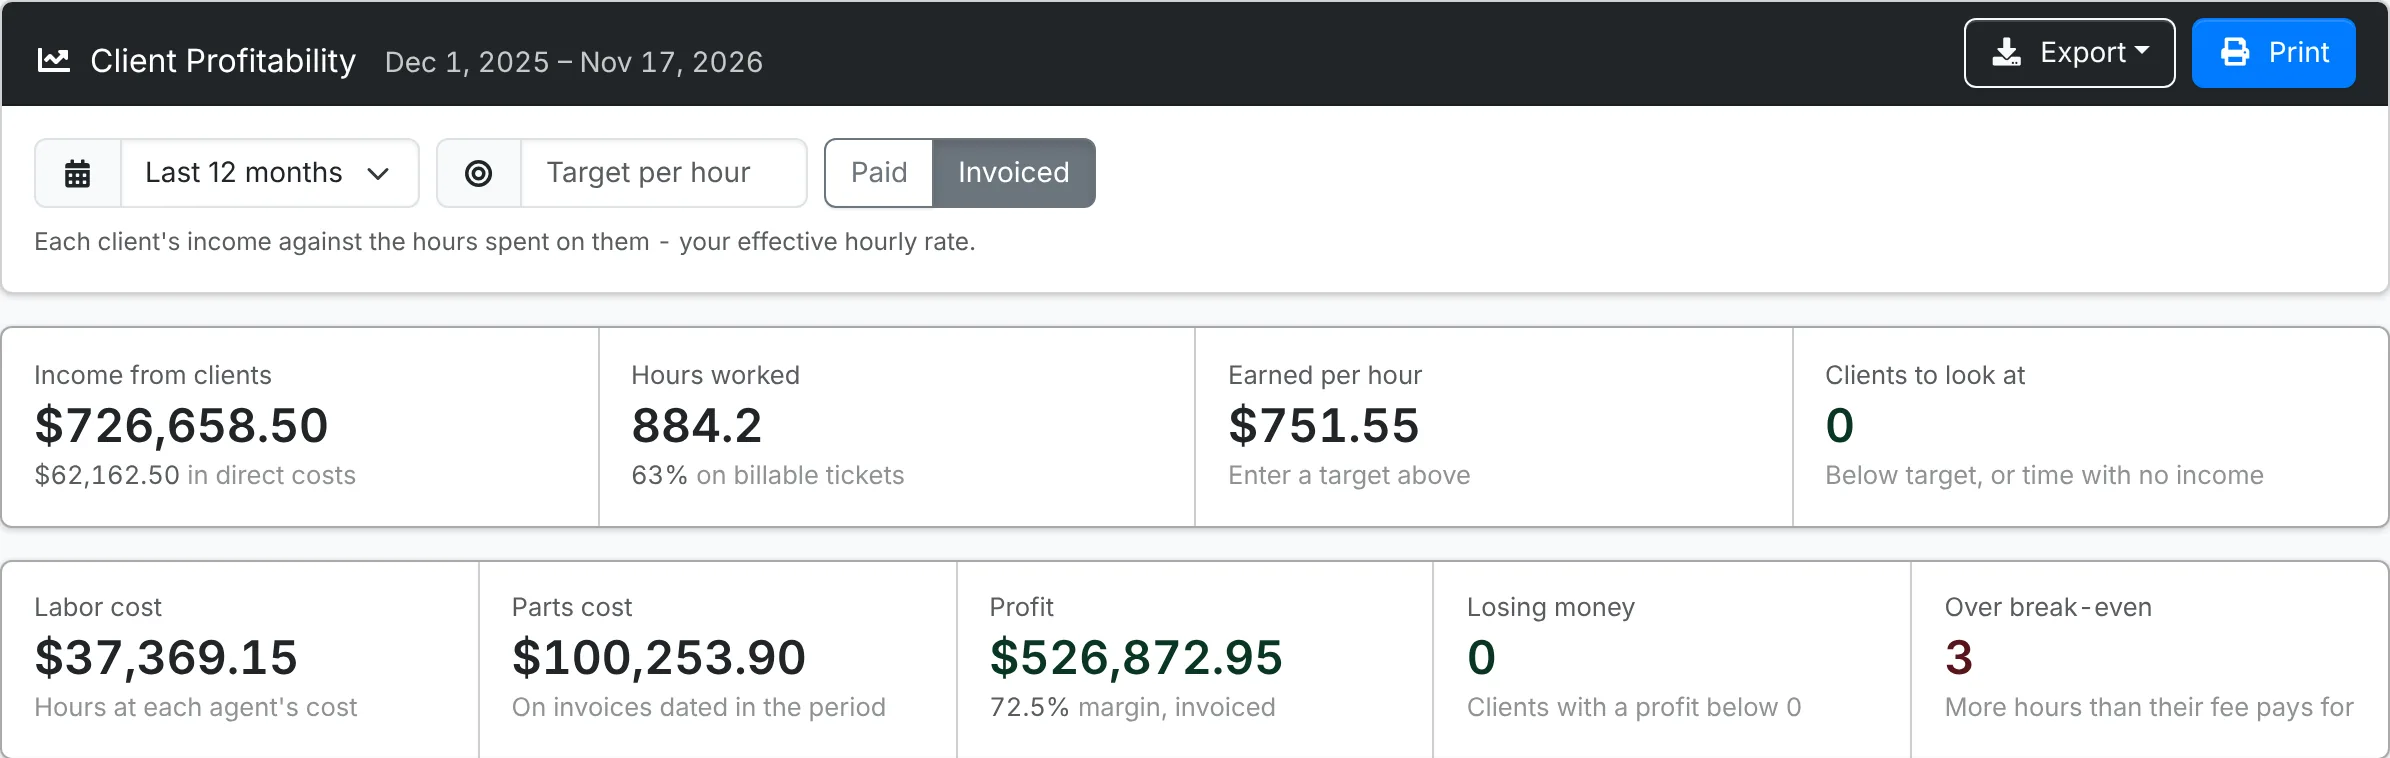 Client Profitability Dec 1, 2025 – Nov 17, 2026 Export Print
Last 12 months Target per hour Paid Invoiced
Each client's income against the hours spent on them - your effective hourly rate.
Income from clients
$726,658.50
$62,162.50 in direct costs
Hours worked
884.2
63% on billable tickets
Earned per hour
$751.55
Enter a target above
Clients to look at
0
Below target, or time with no income
Labor cost
$37,369.15
Hours at each agent's cost
Parts cost
$100,253.90
On invoices dated in the period
Profit
$526,872.95
72.5% margin, invoiced
Losing money
0
Clients with a profit below 0
Over break-even
3
More hours than their fee pays for